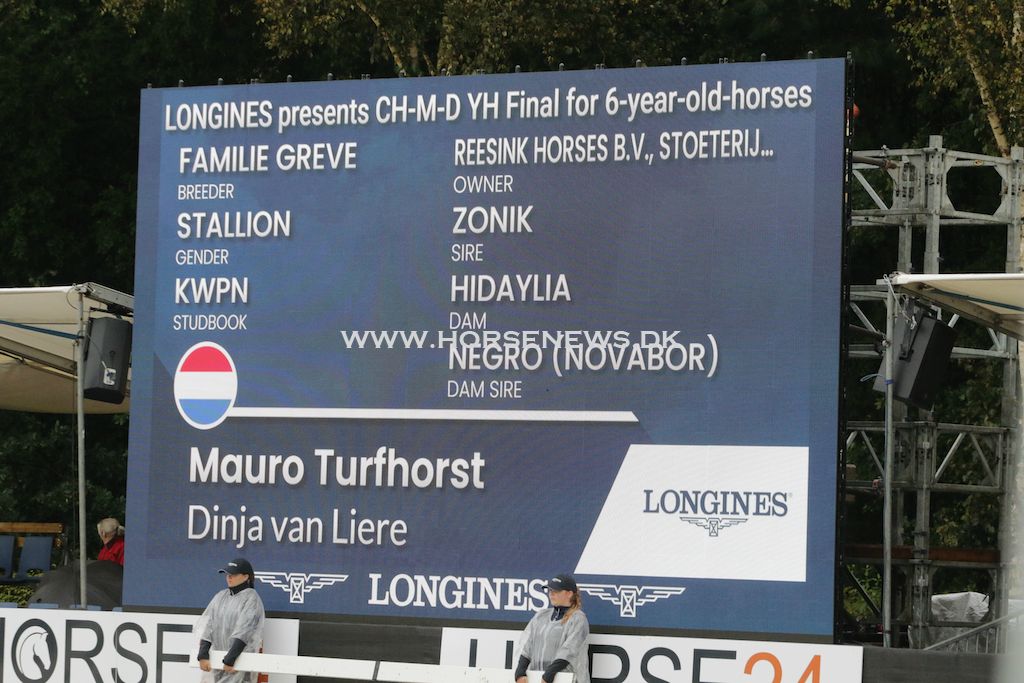 LONGINES presents CH-M-D YH Final for 6-year-old-horses
FAMILIE GREVE
BREEDER
STALLION
GENDER
KWPN
STUDBOOK
REESINK HORSES B.V., STOETERIJ...
OWNER
ZONIK
SIRE
HIDAYLIA
DAM
WWW.HORSENEWS.DK
NEGRO (NOVABOR)
DAM SIRE
Mauro Turfhorst
Dinja van Liere
LONGINES
LONGINES
HORSE
HORSE24